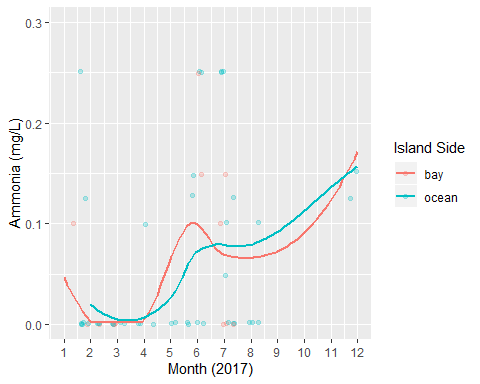 0.3
0.2
0.1
0.0
Ammonia (mg/L)
1 2 3 4 5 6 7 8 9 10 11 12
Month (2017)
Island Side
bay
ocean